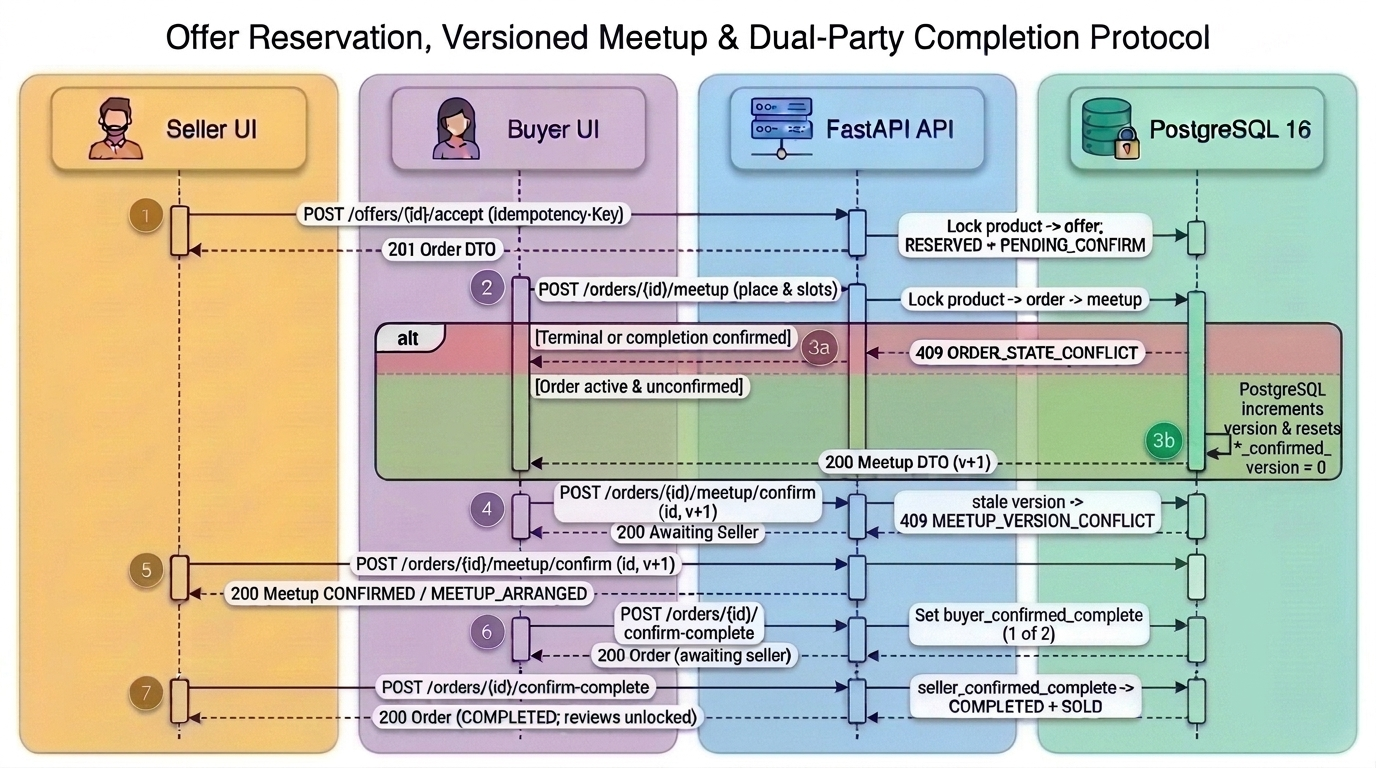 Offer Reservation, Versioned Meetup & Dual-Party Completion Protocol
Seller UI
Buyer UI
FastAPI API
PostgreSQL 16
1
POST /offers/{id}/accept (Idempotency-Key)
Lock product -> offer;
RESERVED + PENDING_CONFIRM
201 Order DTO
2
POST /orders/{id}/meetup (place & slots)
Lock product -> order -> meetup
alt
[Terminal or completion confirmed]
3a
409 ORDER_STATE_CONFLICT
[Order active & unconfirmed]
PostgreSQL
increments
version & resets
*_confirmed_
version = 0
3b
200 Meetup DTO (v+1)
4
POST /orders/{id)/meetup/confirm
(id, v+1)
stale version ->
409 MEETUP_VERSION_CONFLICT
200 Awaiting Seller
5
POST /orders/{id}/meetup/confirm (id, v+1)
200 Meetup CONFIRMED / MEETUP_ARRANGED
6
POST /orders/{id)/
confirm-complete
Set buyer_confirmed_complete
(1 of 2)
200 Order (awaiting seller)
7
POST /orders/(id)/confirm-complete
seller_confirmed_complete ->
COMPLETED + SOLD
200 Order (COMPLETED; reviews unlocked)